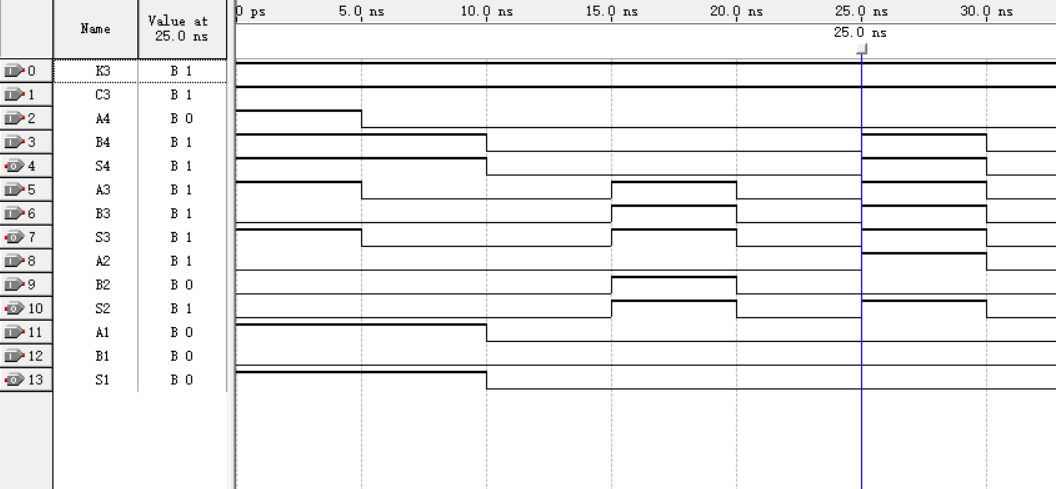 0 ps 5.0 ns 10.0 ns 15.0 ns 20.0 ns 25.0 ns 30.0 ns
Name Value at
25.0 ns
25.0 ns
0 K3 B 1
1 C3 B 1
2 A4 B 0
3 B4 B 1
4 S4 B 1
5 A3 B 1
6 B3 B 1
7 S3 B 1
8 A2 B 1
9 B2 B 0
10 S2 B 1
11 A1 B 0
12 B1 B 0
13 S1 B 0